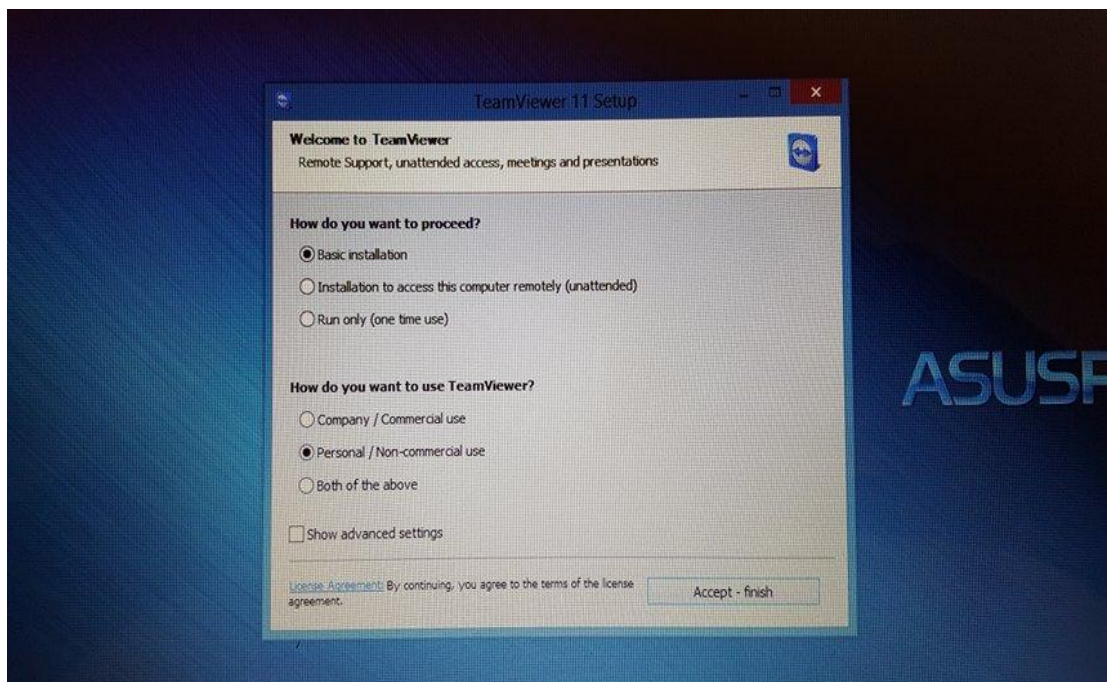 TeamViewer 11 Setup
Welcome to TeamViewer
Remote Support, unattended access, meetings and presentations
How do you want to proceed?
Basic installation
Installation to access this computer remotely (unattended)
Run only (one time use)
ASUSP
How do you want to use TeamViewer?
Company / Commercial use
Personal / Non-commercial use
Both of the above
Show advanced settings
License Agreement: By continuing, you agree to the terms of the license
agreement.
Accept - finish